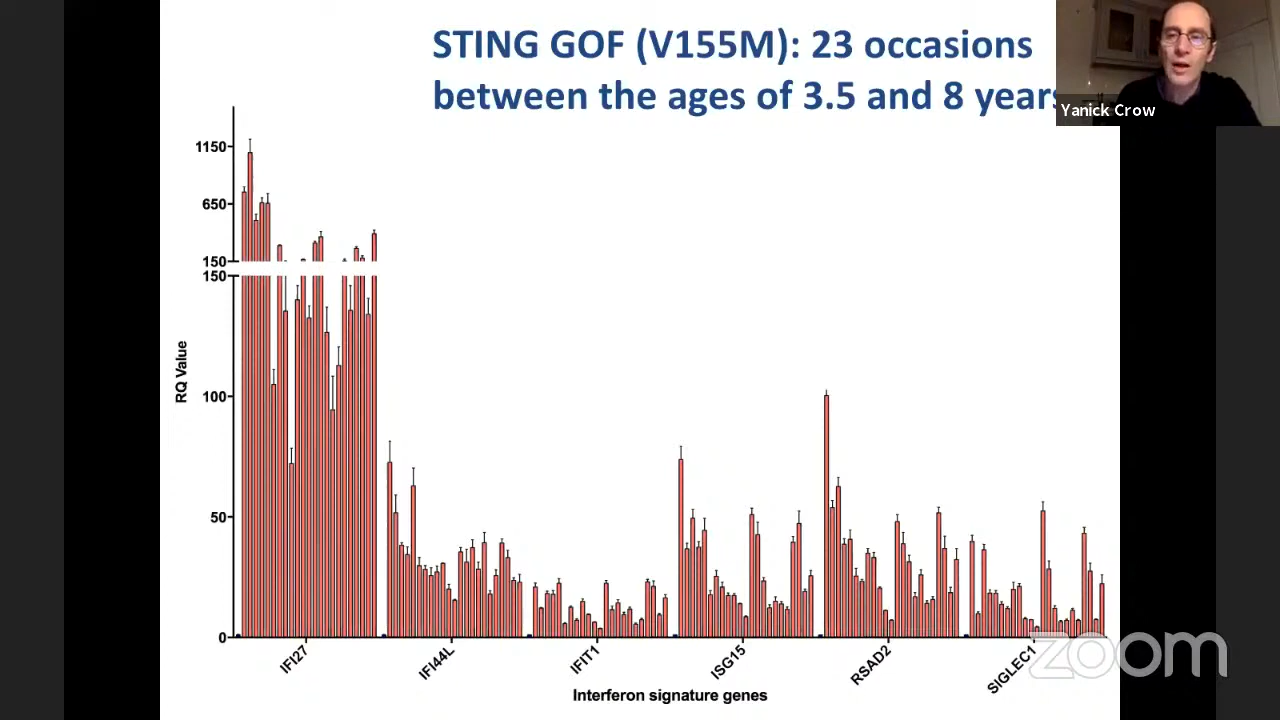 STING GOF (V155M): 23 occasions
between the ages of 3.5 and 8 years
Yanick Crow
1150
650
150
150
100
50
0
RQ Value
IFI27
IFI44L
IFIT1
ISG15
RSAD2
SIGLEC1
Interferon signature genes
zoom